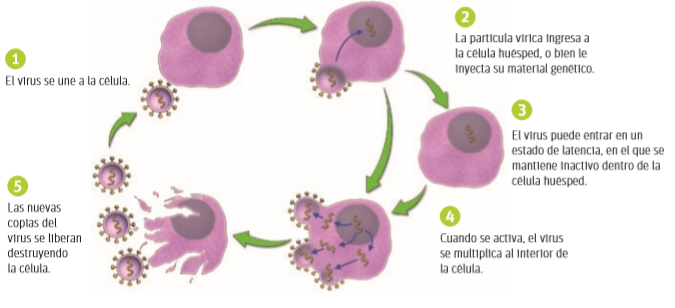 1
El virus se une a la célula.
2
La partícula vírica ingresa a
la célula huésped, o bien le
inyecta su material genético.
3
El virus puede entrar en un
estado de latencia, en el que se
mantiene inactivo dentro de la
célula huésped.
4
Cuando se activa, el virus
se multiplica al interior de
la célula.
5
Las nuevas
copias del
virus se liberan
destruyendo
la célula.